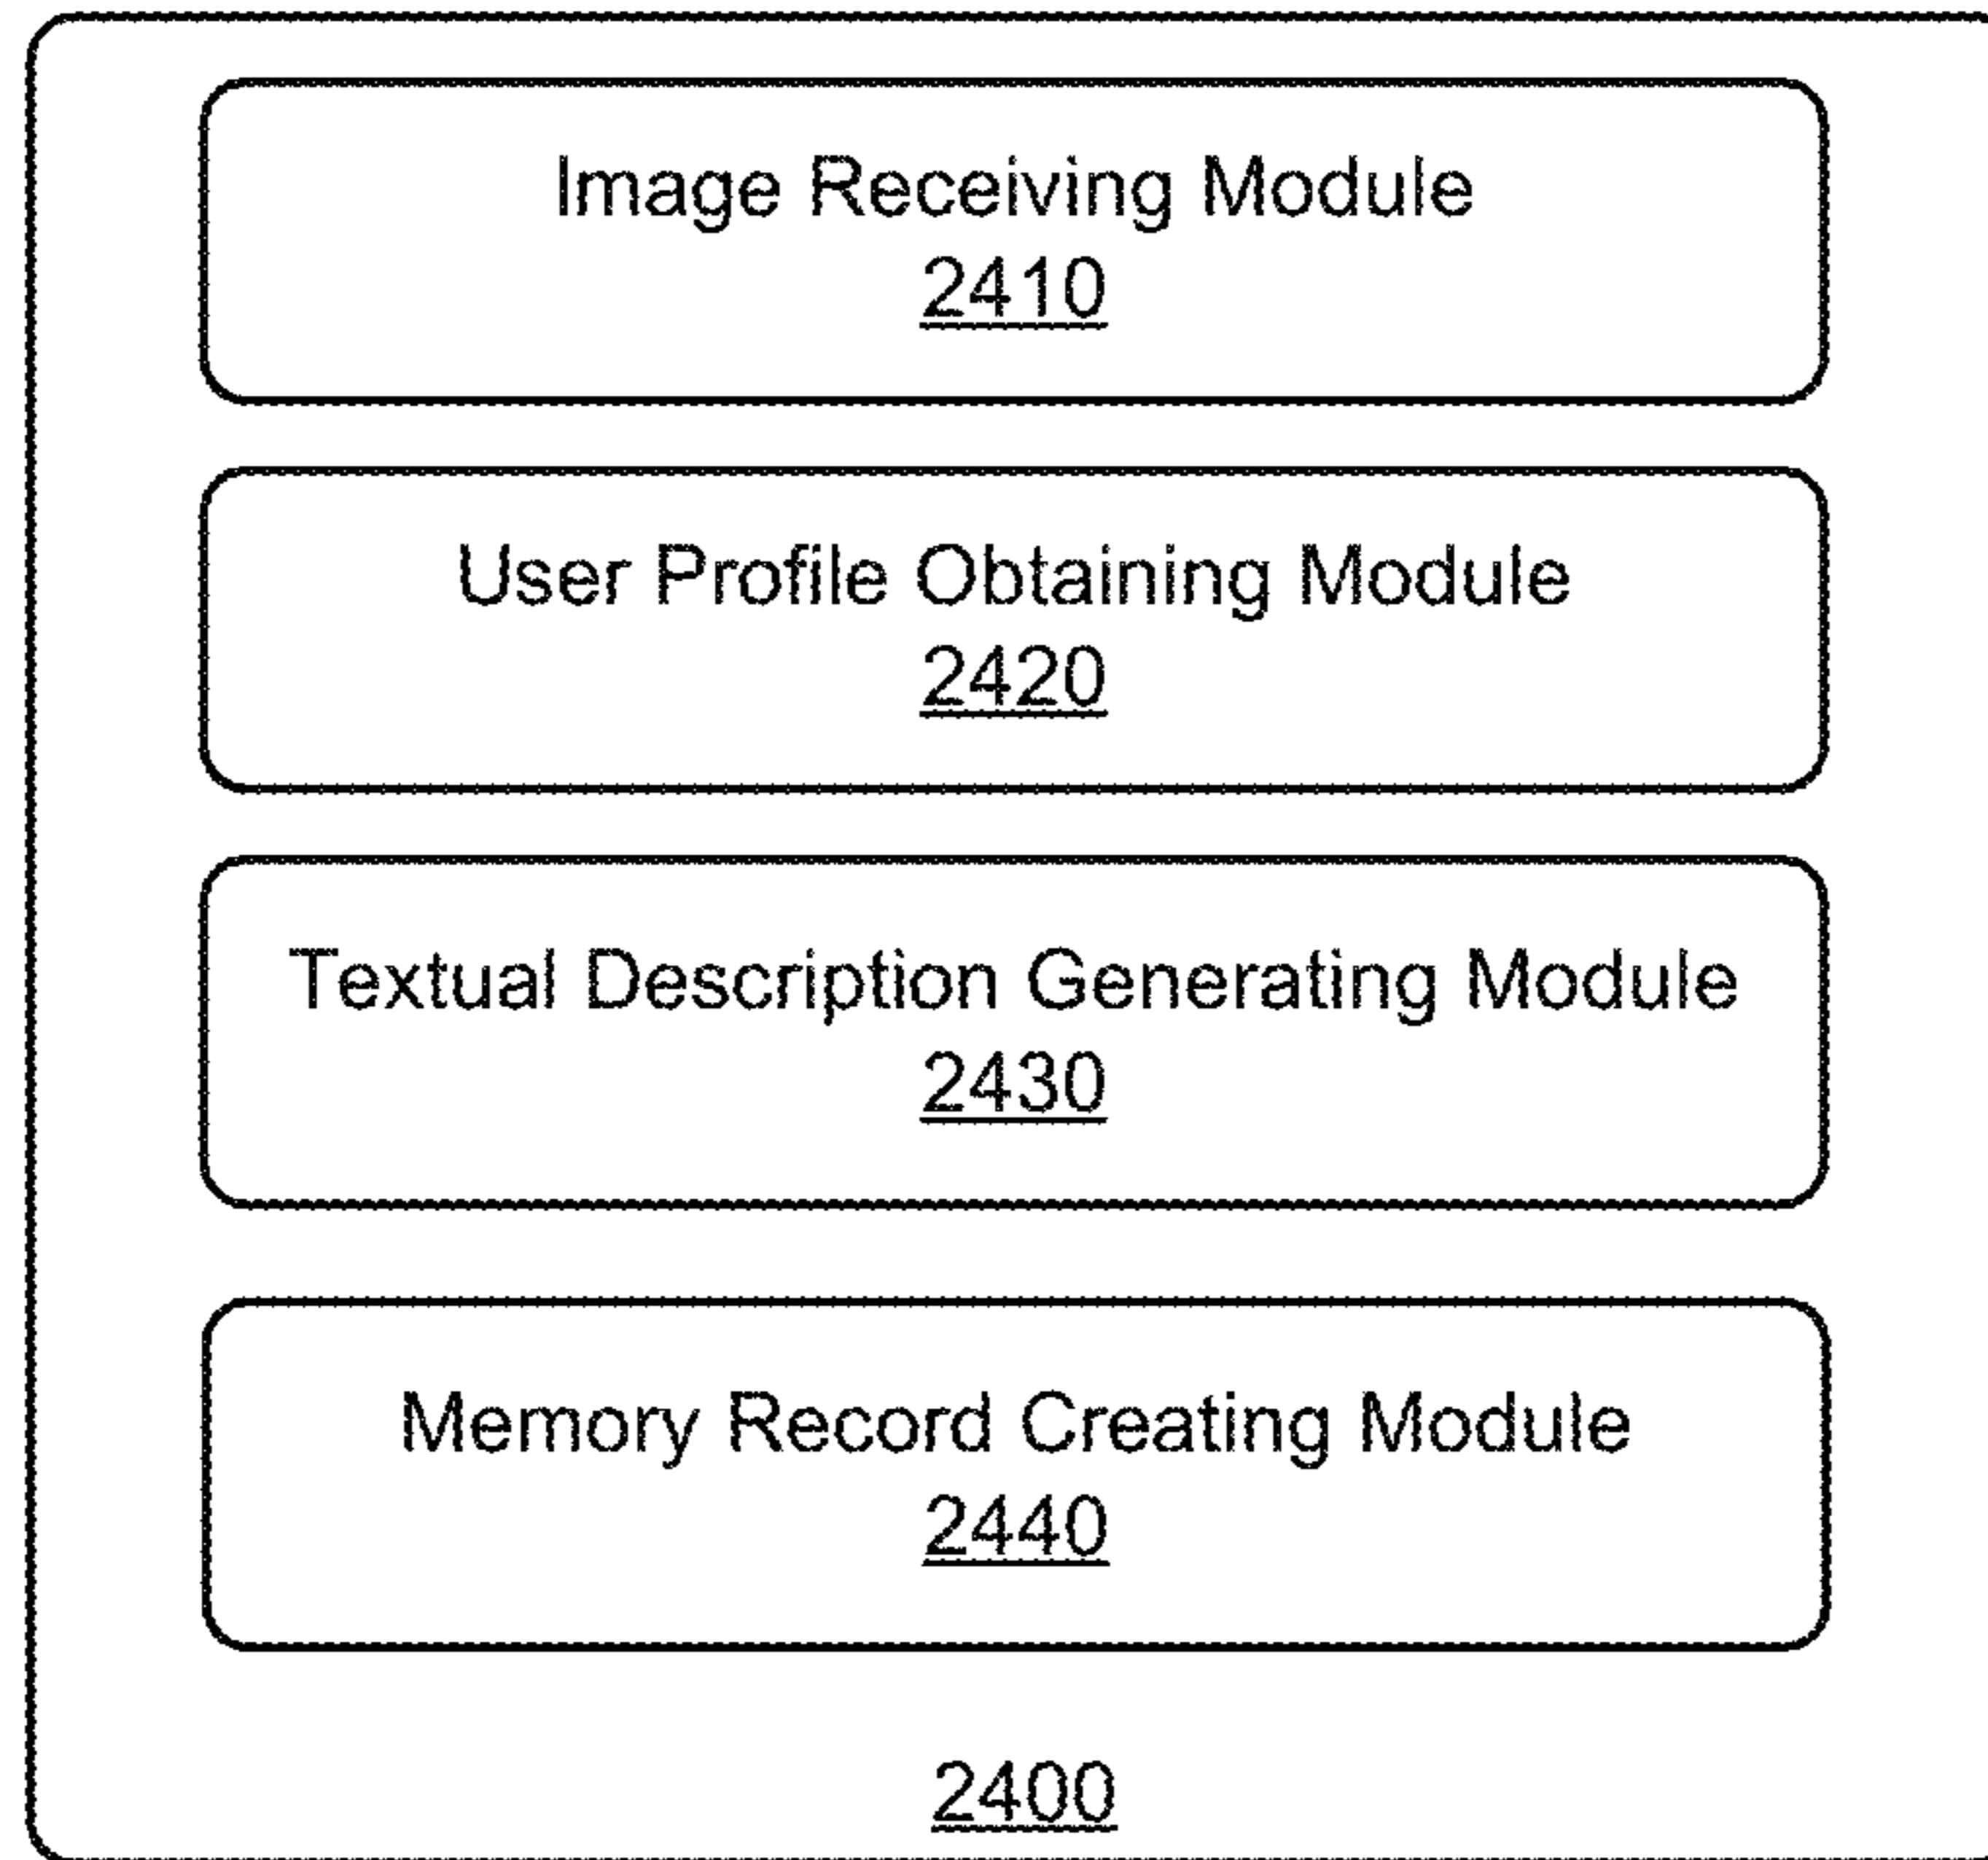 Image Receiving Module
2410
User Profile Obtaining Module
2420
Textual Description Generating Module
2430
Memory Record Creating Module
2440
2400